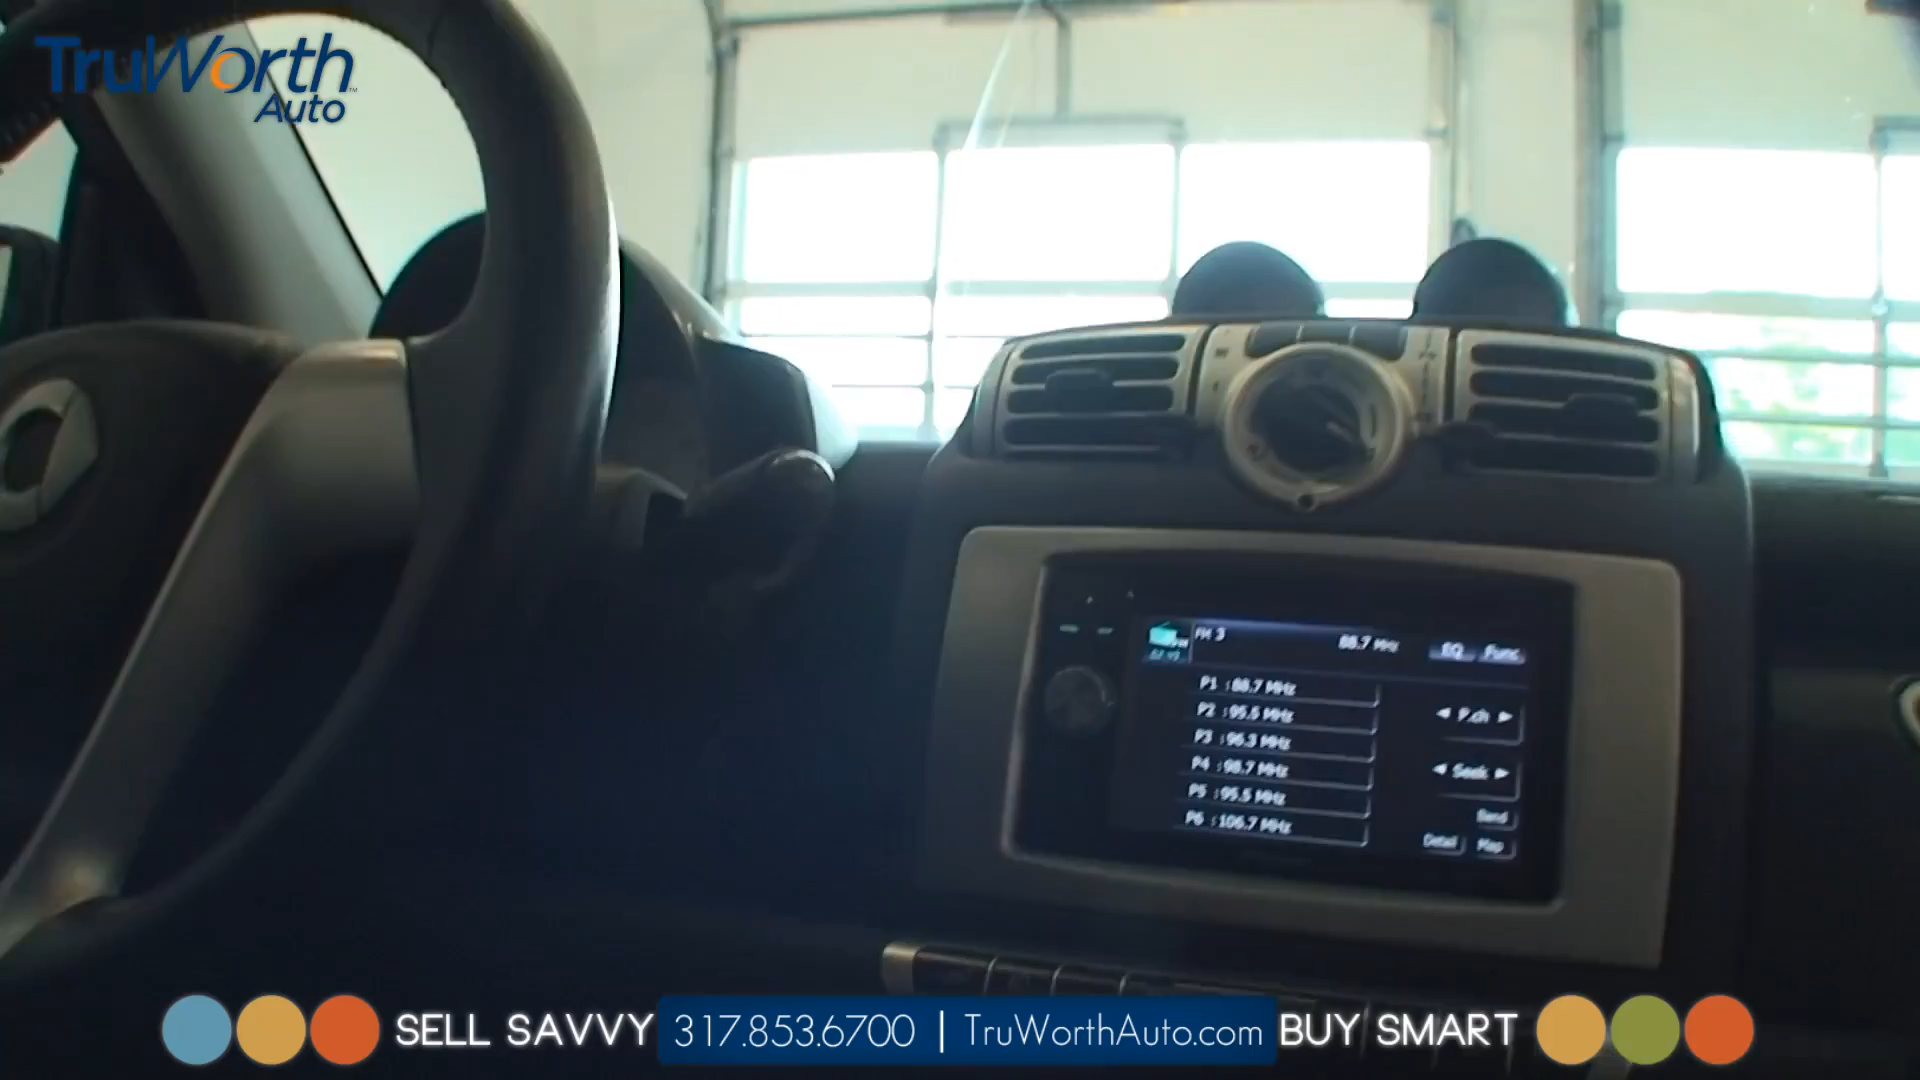 TruWorth
Auto
FM 3 88.7 MHz EQ Func
P1 : 88.7 MHz
P2 : 95.5 MHz
P3 : 96.3 MHz
P4 : 98.7 MHz
P5 : 95.5 MHz
P6 : 106.7 MHz
P.ch
Seek
Band
Detail Map
SELL SAVVY 317.853.6700 | TruWorthAuto.com BUY SMART